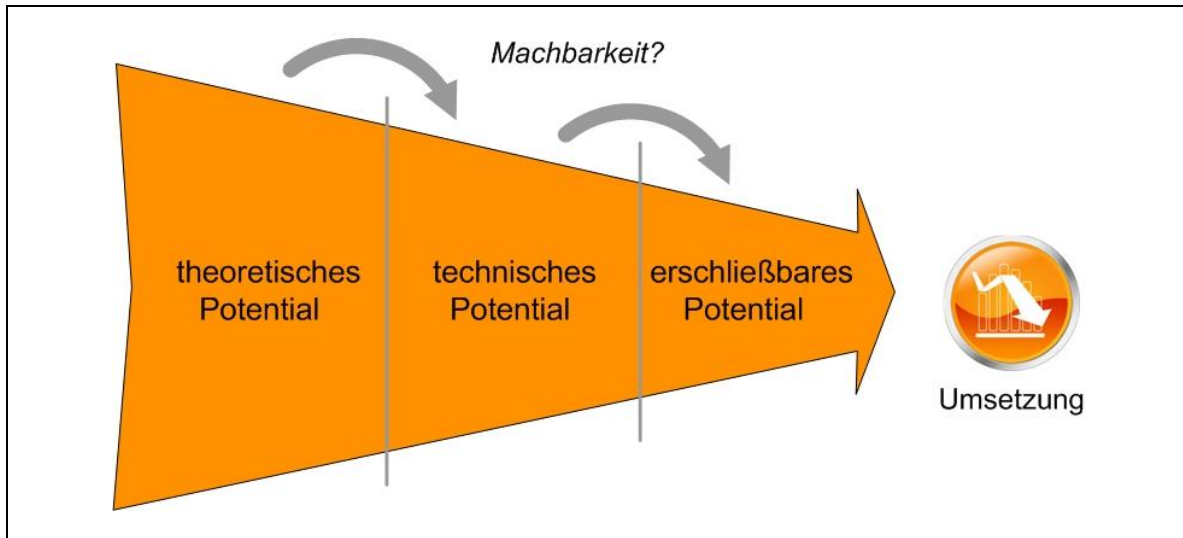 Machbarkeit?
theoretisches
Potential
technisches
Potential
erschließbares
Potential
Umsetzung